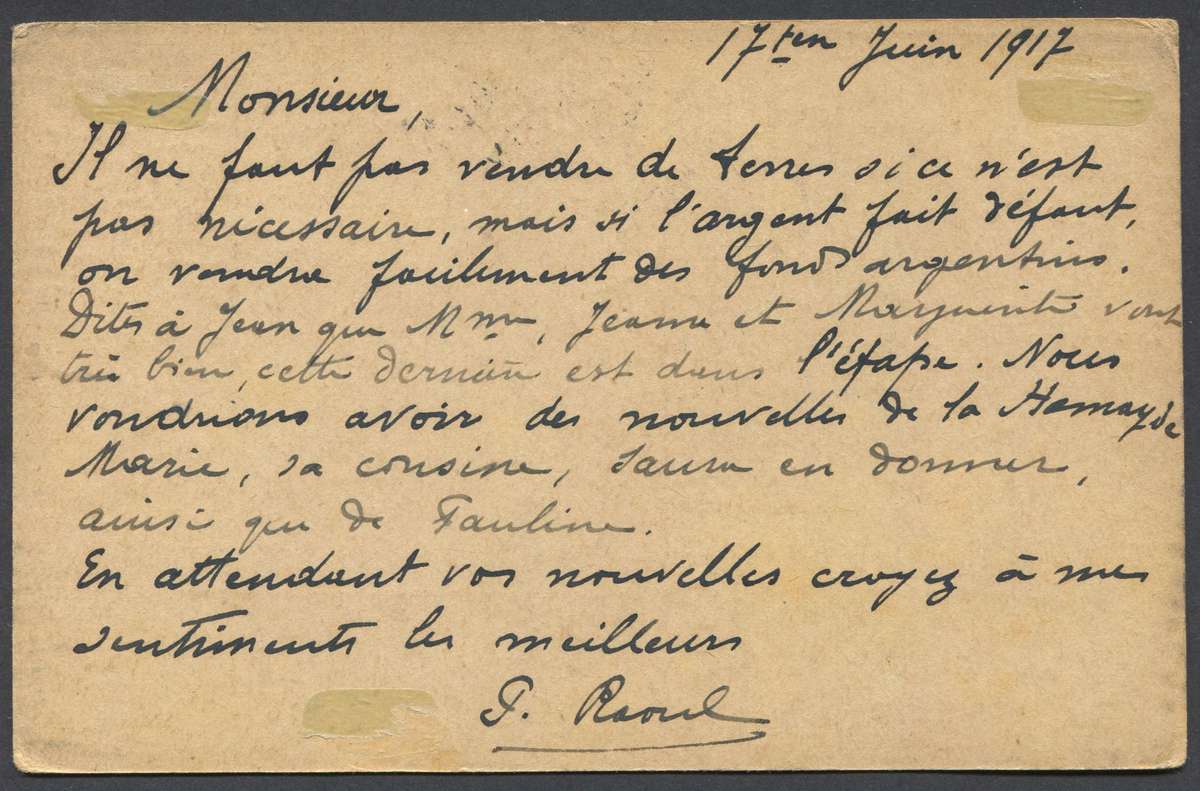 17ten Juin 1917
Monsieur,
Il ne faut pas vendre de terres si ce n'est
pas nécessaire, mais si l'argent fait défaut,
on vendra facilement des fonds argentins.
Dites à Jean que Mme, Jeanne et Marguerite vont
très bien, cette dernière est dans l'étape. Nous
voudrions avoir des nouvelles de la Hamayde
Marie, sa cousine, saura en donner,
ainsi que de Pauline.
En attendant vos nouvelles croyez à mes
sentiments les meilleurs
F. Raoul